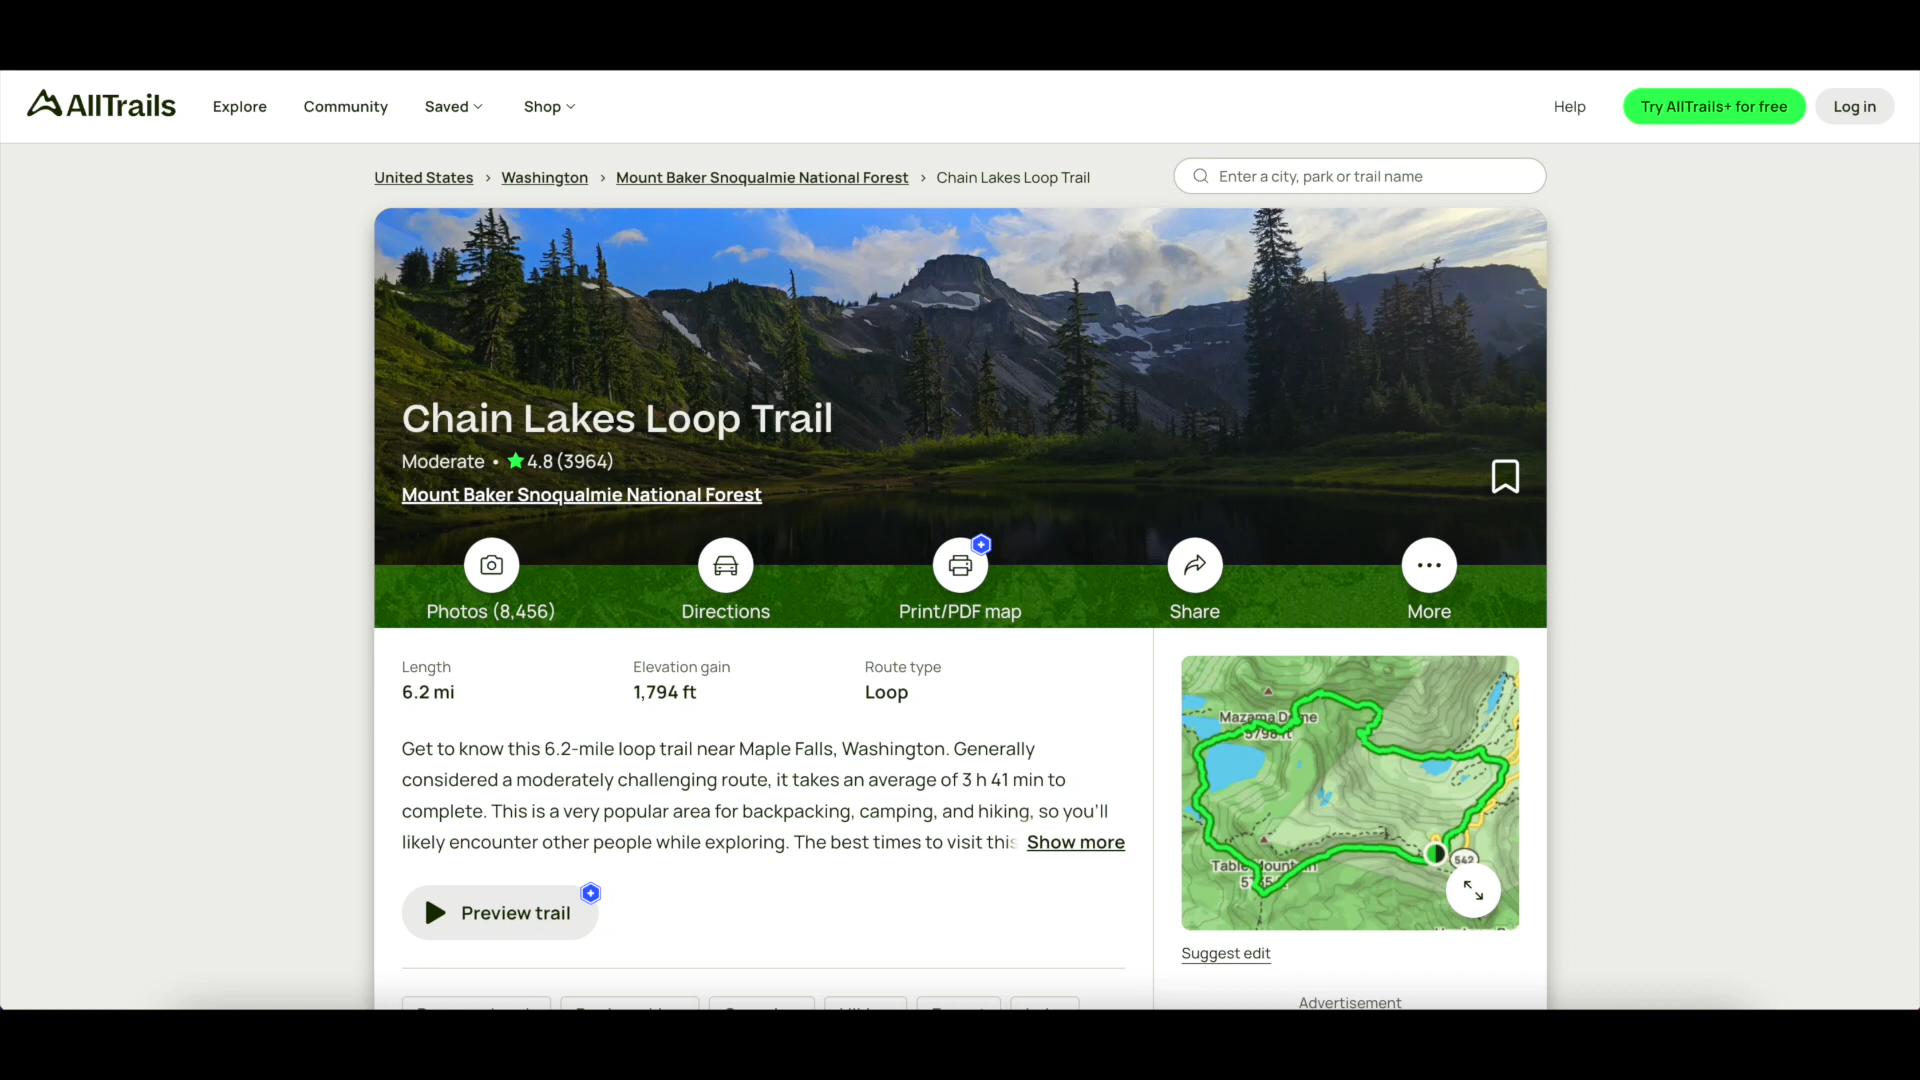 AllTrails
Explore
Community
Saved
Shop
Help
Try AllTrails+ for free
Log in
United States
Washington
Mount Baker Snoqualmie National Forest
Chain Lakes Loop Trail
Enter a city, park or trail name
Chain Lakes Loop Trail
Moderate • 4.8 (3964)
Mount Baker Snoqualmie National Forest
Photos (8,456)
Directions
Print/PDF map
Share
More
Length
6.2 mi
Elevation gain
1,794 ft
Route type
Loop
Get to know this 6.2-mile loop trail near Maple Falls, Washington. Generally
considered a moderately challenging route, it takes an average of 3 h 41 min to
complete. This is a very popular area for backpacking, camping, and hiking, so you'll
likely encounter other people while exploring. The best times to visit this Show more
Preview trail
Mazama
542
Suggest edit
Advertisement